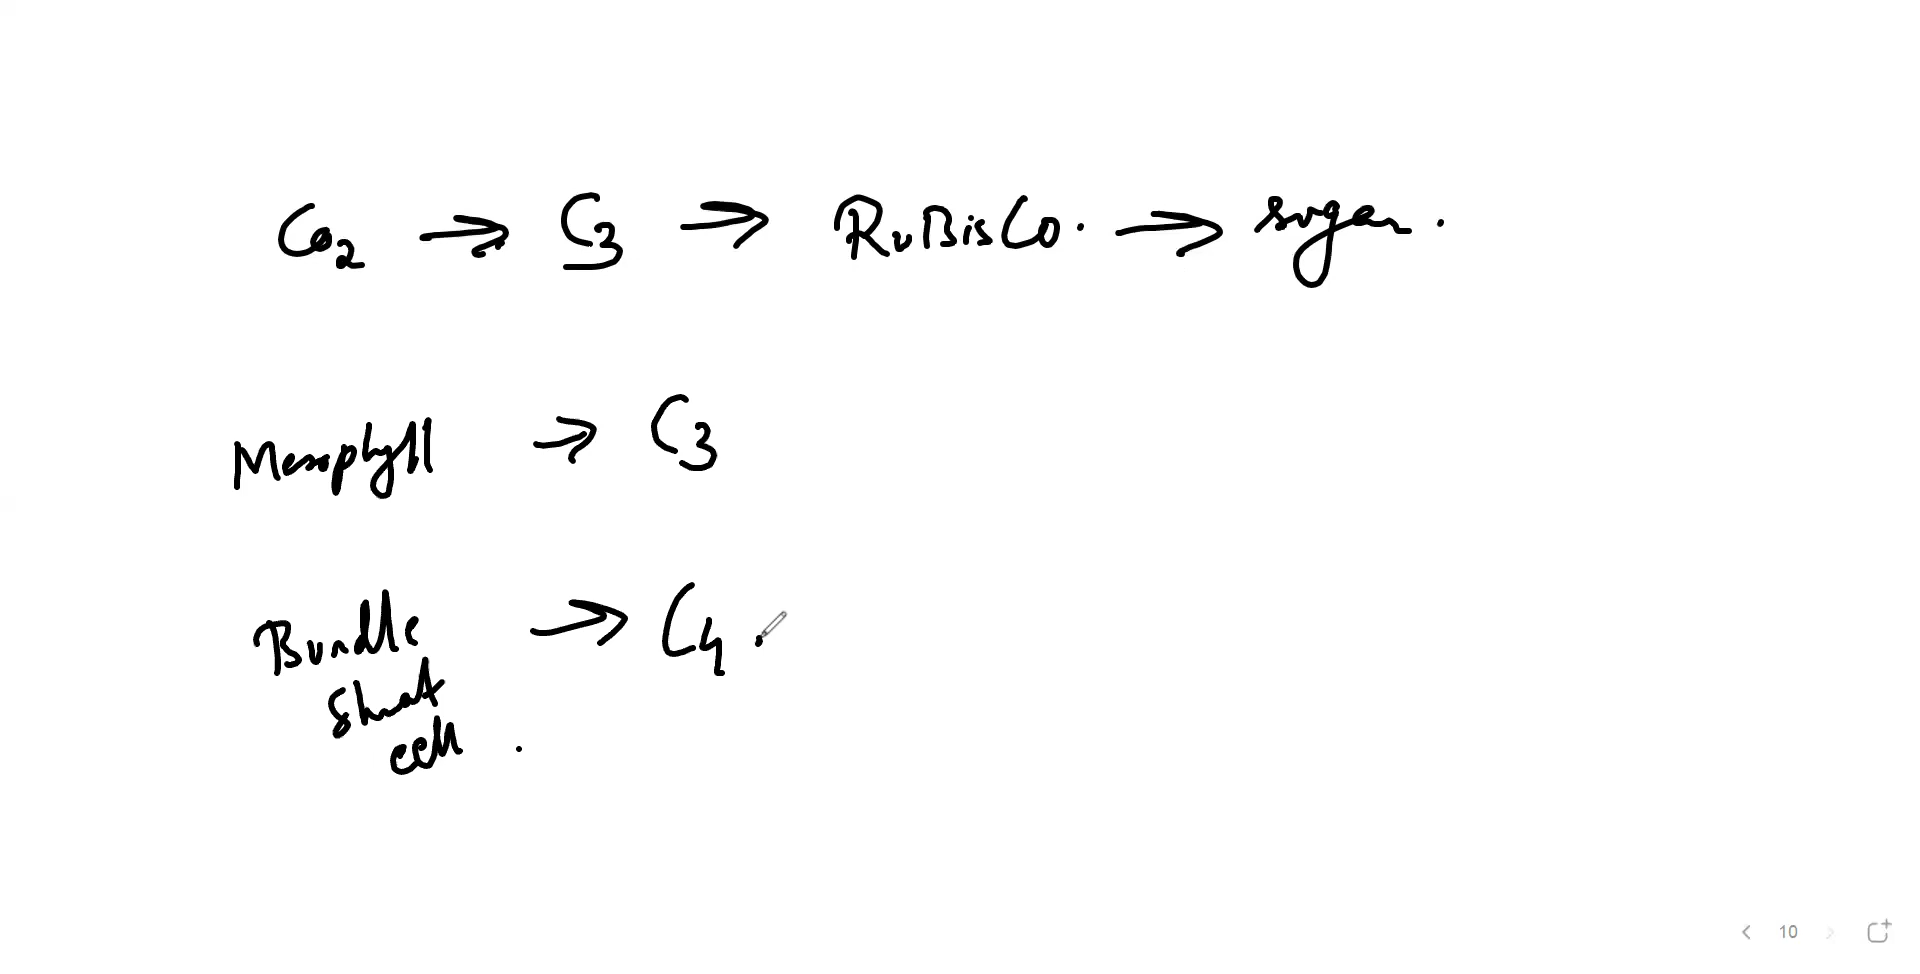 Co2 → C3 → RuBisCo. → sugar.
Mesophyll → C3
Bundle → C4.
Sheat
cell.
10